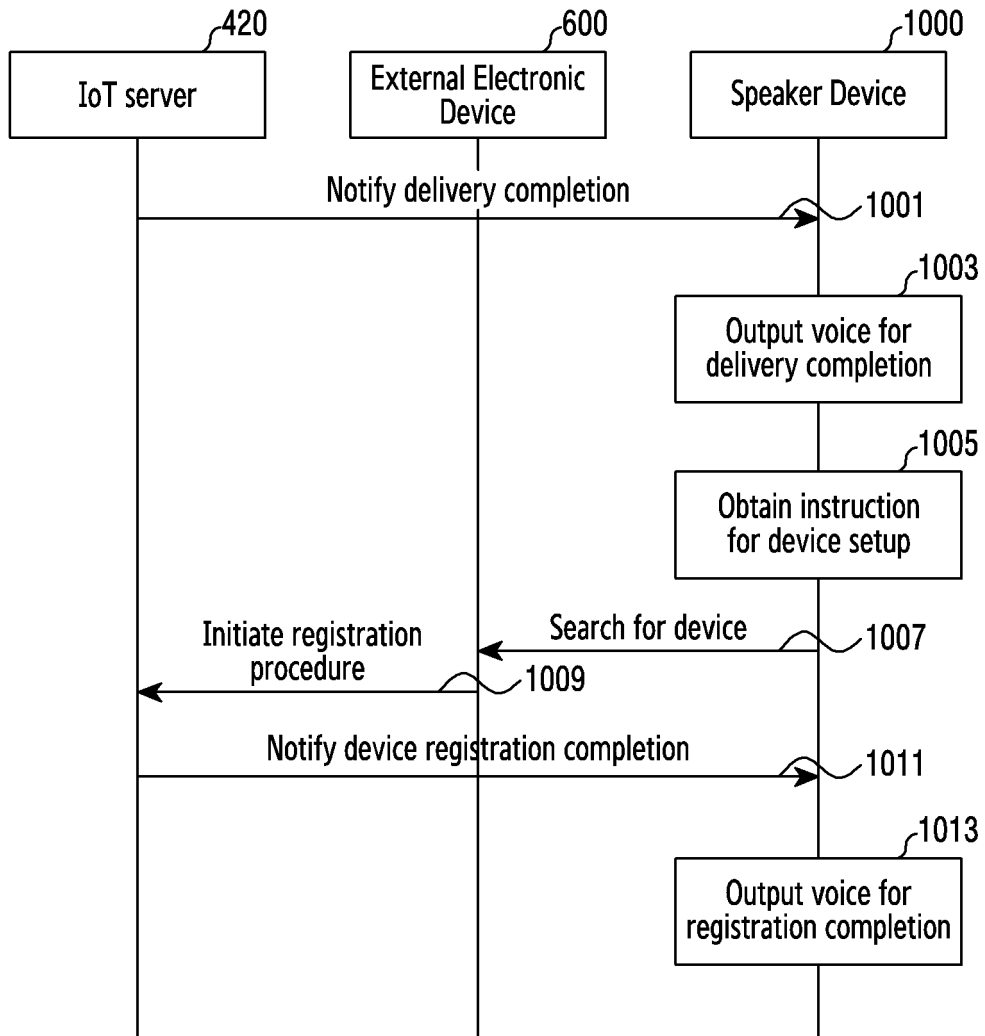 420
600
1000
IoT server
External Electronic
Device
Speaker Device
Notify delivery completion
1001
1003
Output voice for
delivery completion
1005
Obtain instruction
for device setup
Initiate registration
procedure
Search for device
1007
1009
Notify device registration completion
1011
1013
Output voice for
registration completion